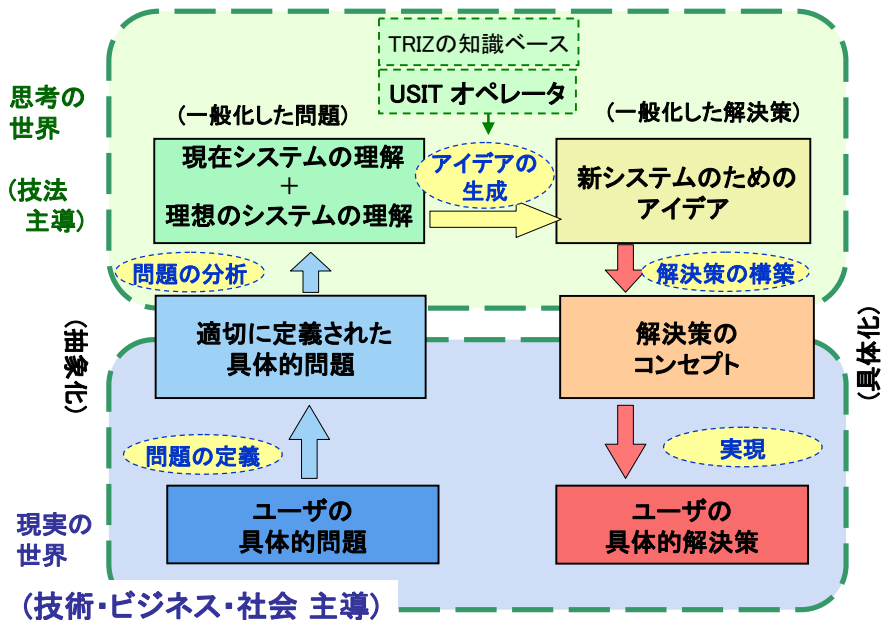 TRIZの知識ベース
USIT オペレータ
思考の
世界
(技法
主導)
(一般化した問題)
(一般化した解決策)
現在システムの理解
+
理想のシステムの理解
アイデアの
生成
新システムのための
アイデア
問題の分析
解決策の構築
(抽象化)
適切に定義された
具体的問題
解決策の
コンセプト
(具体化)
問題の定義
実現
現実の
世界
ユーザの
具体的問題
ユーザの
具体的解決策
(技術・ビジネス・社会 主導)